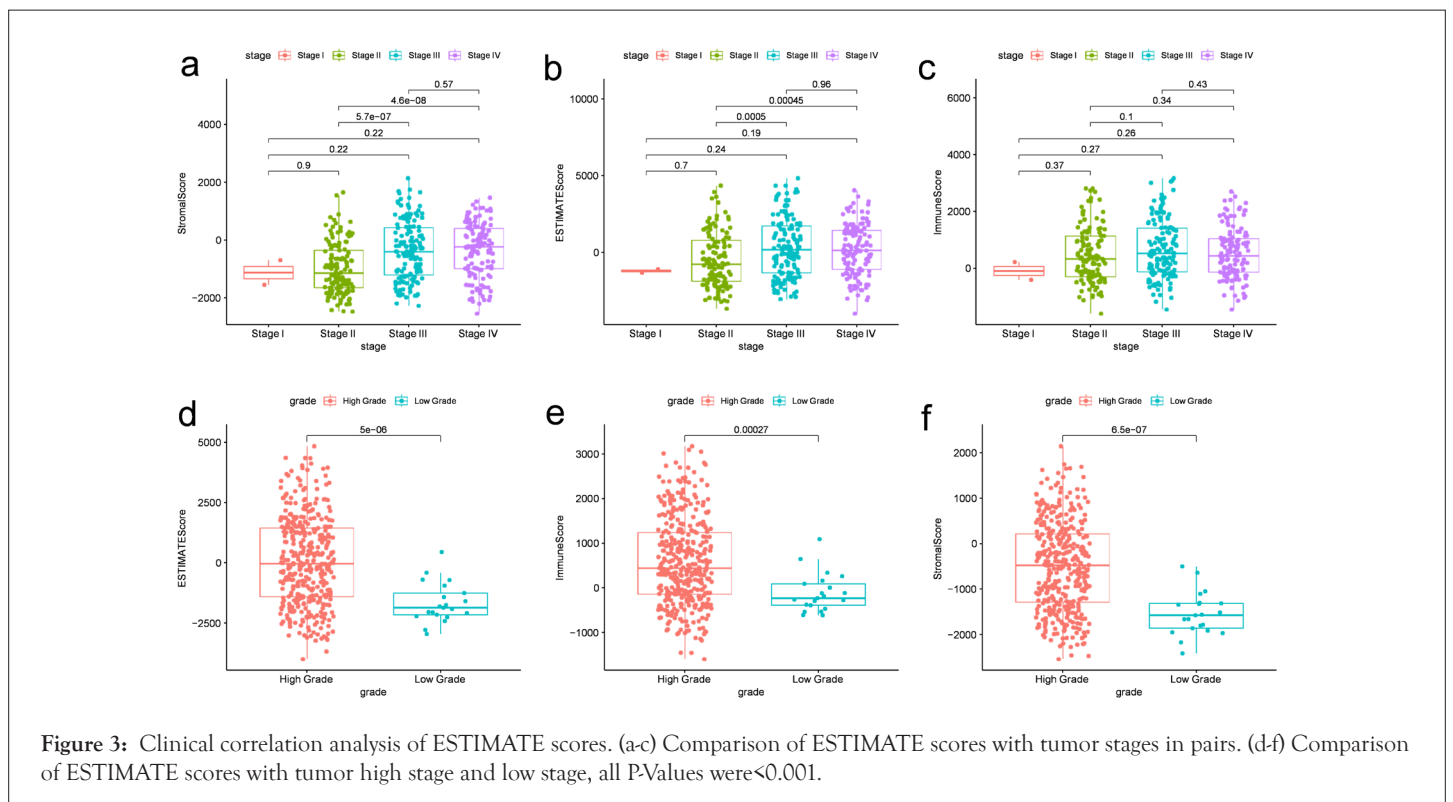 a
stage Stage I Stage II Stage III Stage IV
0.57
4.6e-08
5.7e-07
0.22
0.22
0.9
4000
2000
0
−2000
StromalScore
Stage I Stage II Stage III Stage IV
stage
b
stage Stage I Stage II Stage III Stage IV
0.96
0.00045
0.0005
0.19
0.24
0.7
10000
5000
0
ESTIMATEScore
Stage I Stage II Stage III Stage IV
stage
c
stage Stage I Stage II Stage III Stage IV
0.43
0.34
0.1
0.26
0.27
0.37
6000
4000
2000
0
ImmuneScore
Stage I Stage II Stage III Stage IV
stage
d
grade High Grade Low Grade
5e-06
5000
2500
0
−2500
ESTIMATEScore
High Grade Low Grade
grade
e
grade High Grade Low Grade
0.00027
3000
2000
1000
0
−1000
ImmuneScore
High Grade Low Grade
grade
f
grade High Grade Low Grade
6.5e-07
2000
1000
0
−1000
−2000
StromalScore
High Grade Low Grade
grade
Figure 3: Clinical correlation analysis of ESTIMATE scores. (a-c) Comparison of ESTIMATE scores with tumor stages in pairs. (d-f) Comparison
of ESTIMATE scores with tumor high stage and low stage, all P-Values were<0.001.